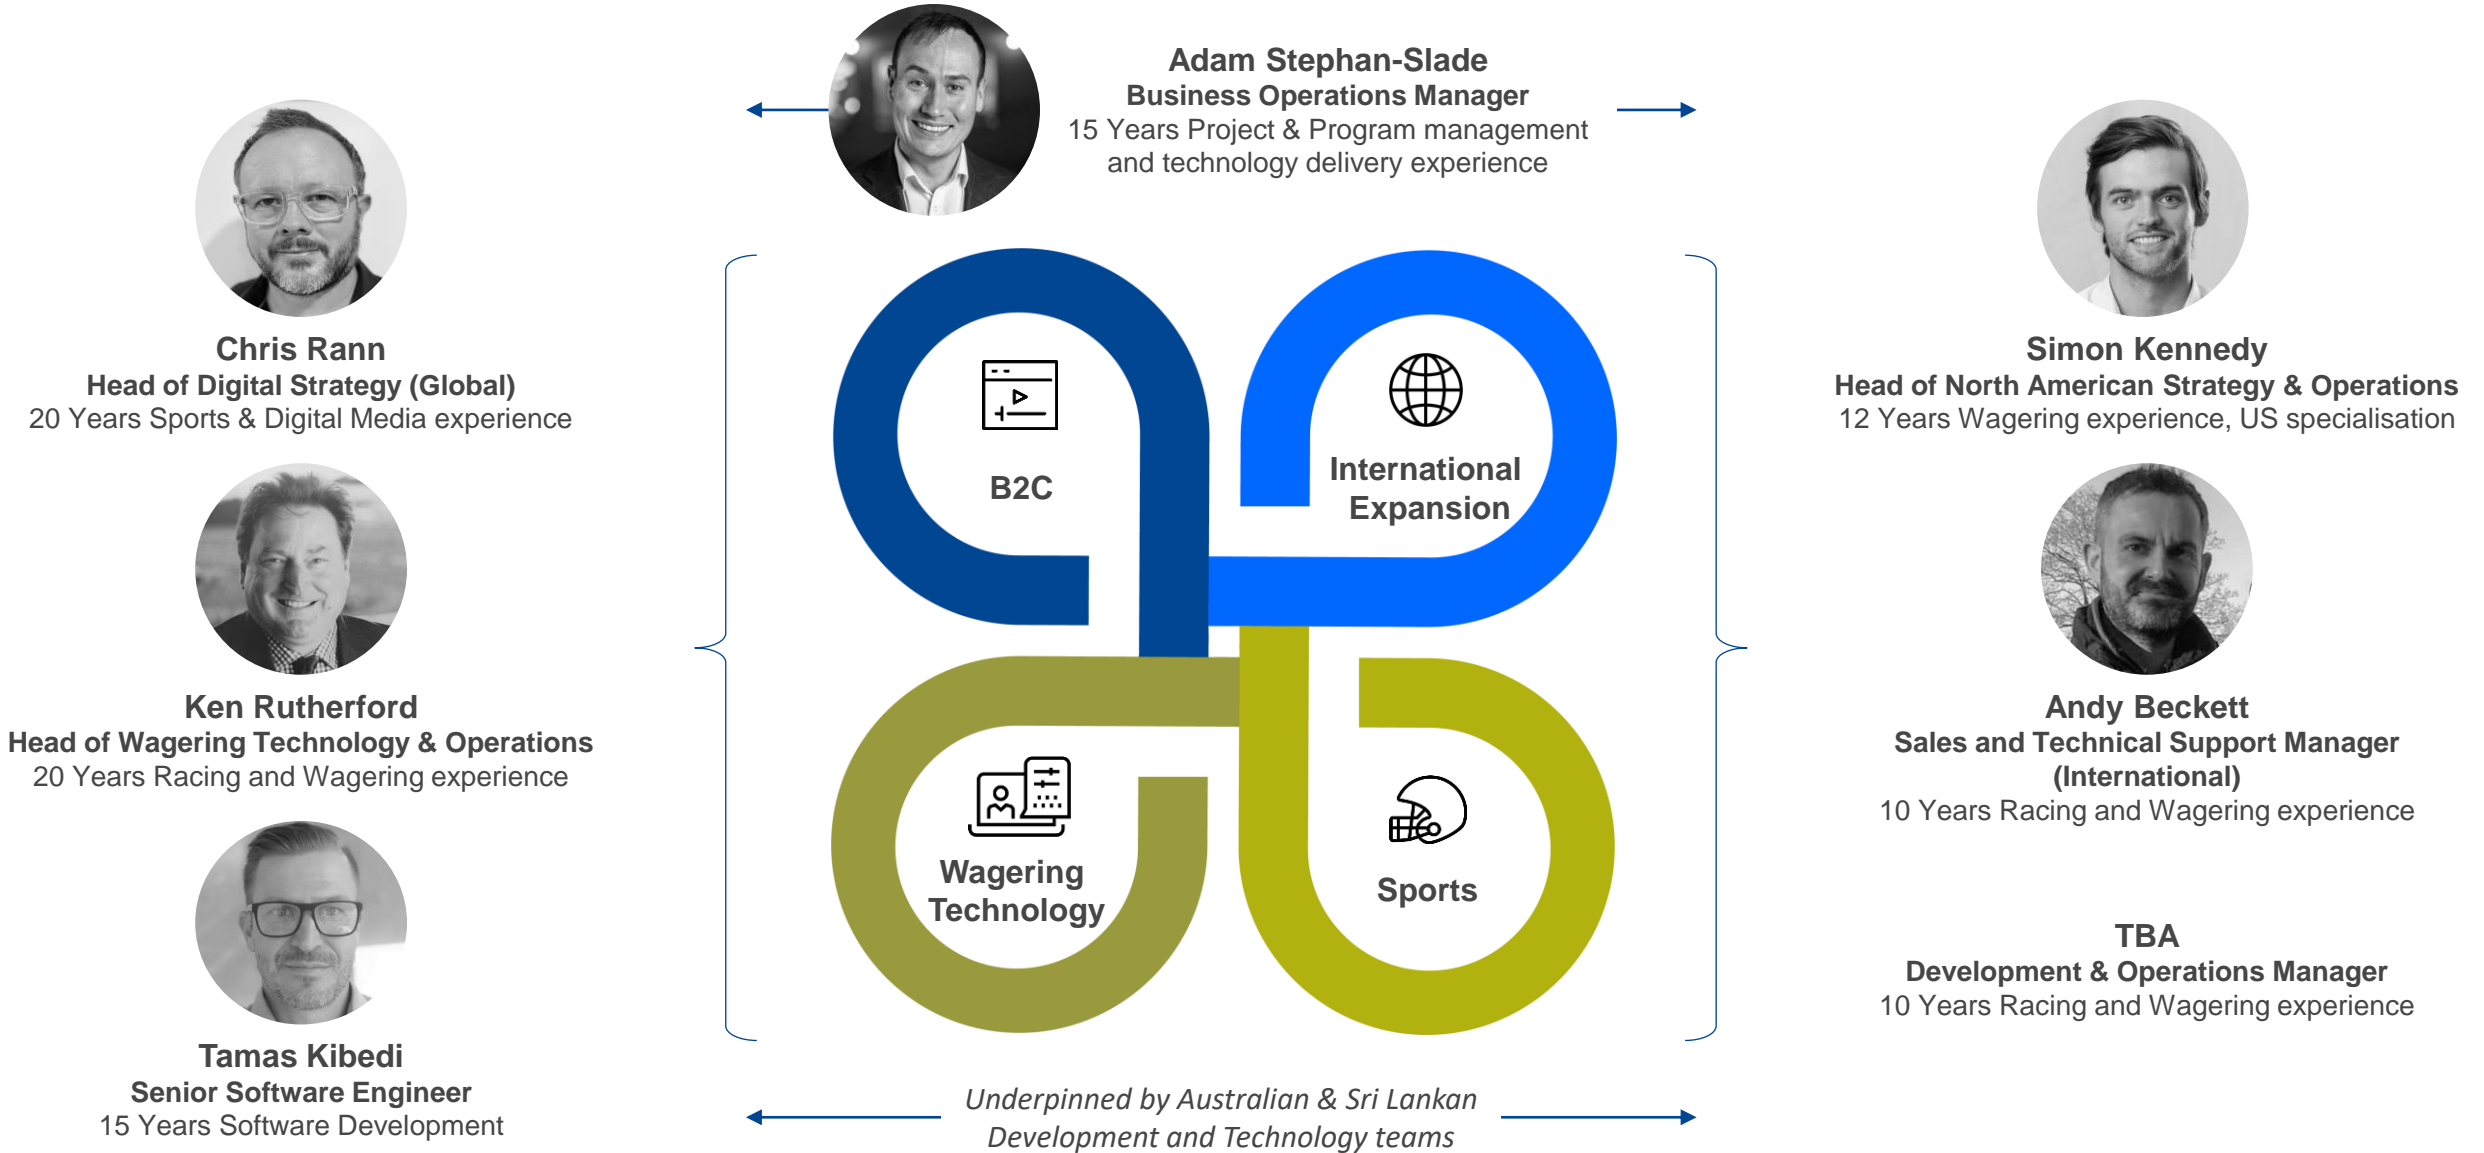 Adam Stephan-Slade
Business Operations Manager
15 Years Project & Program management
and technology delivery experience
Chris Rann
Head of Digital Strategy (Global)
20 Years Sports & Digital Media experience
Ken Rutherford
Head of Wagering Technology & Operations
20 Years Racing and Wagering experience
Tamas Kibedi
Senior Software Engineer
15 Years Software Development
B2C
International
Expansion
Wagering
Technology
Sports
Simon Kennedy
Head of North American Strategy & Operations
12 Years Wagering experience, US specialisation
Andy Beckett
Sales and Technical Support Manager
(International)
10 Years Racing and Wagering experience
TBA
Development & Operations Manager
10 Years Racing and Wagering experience
Underpinned by Australian & Sri Lankan
Development and Technology teams